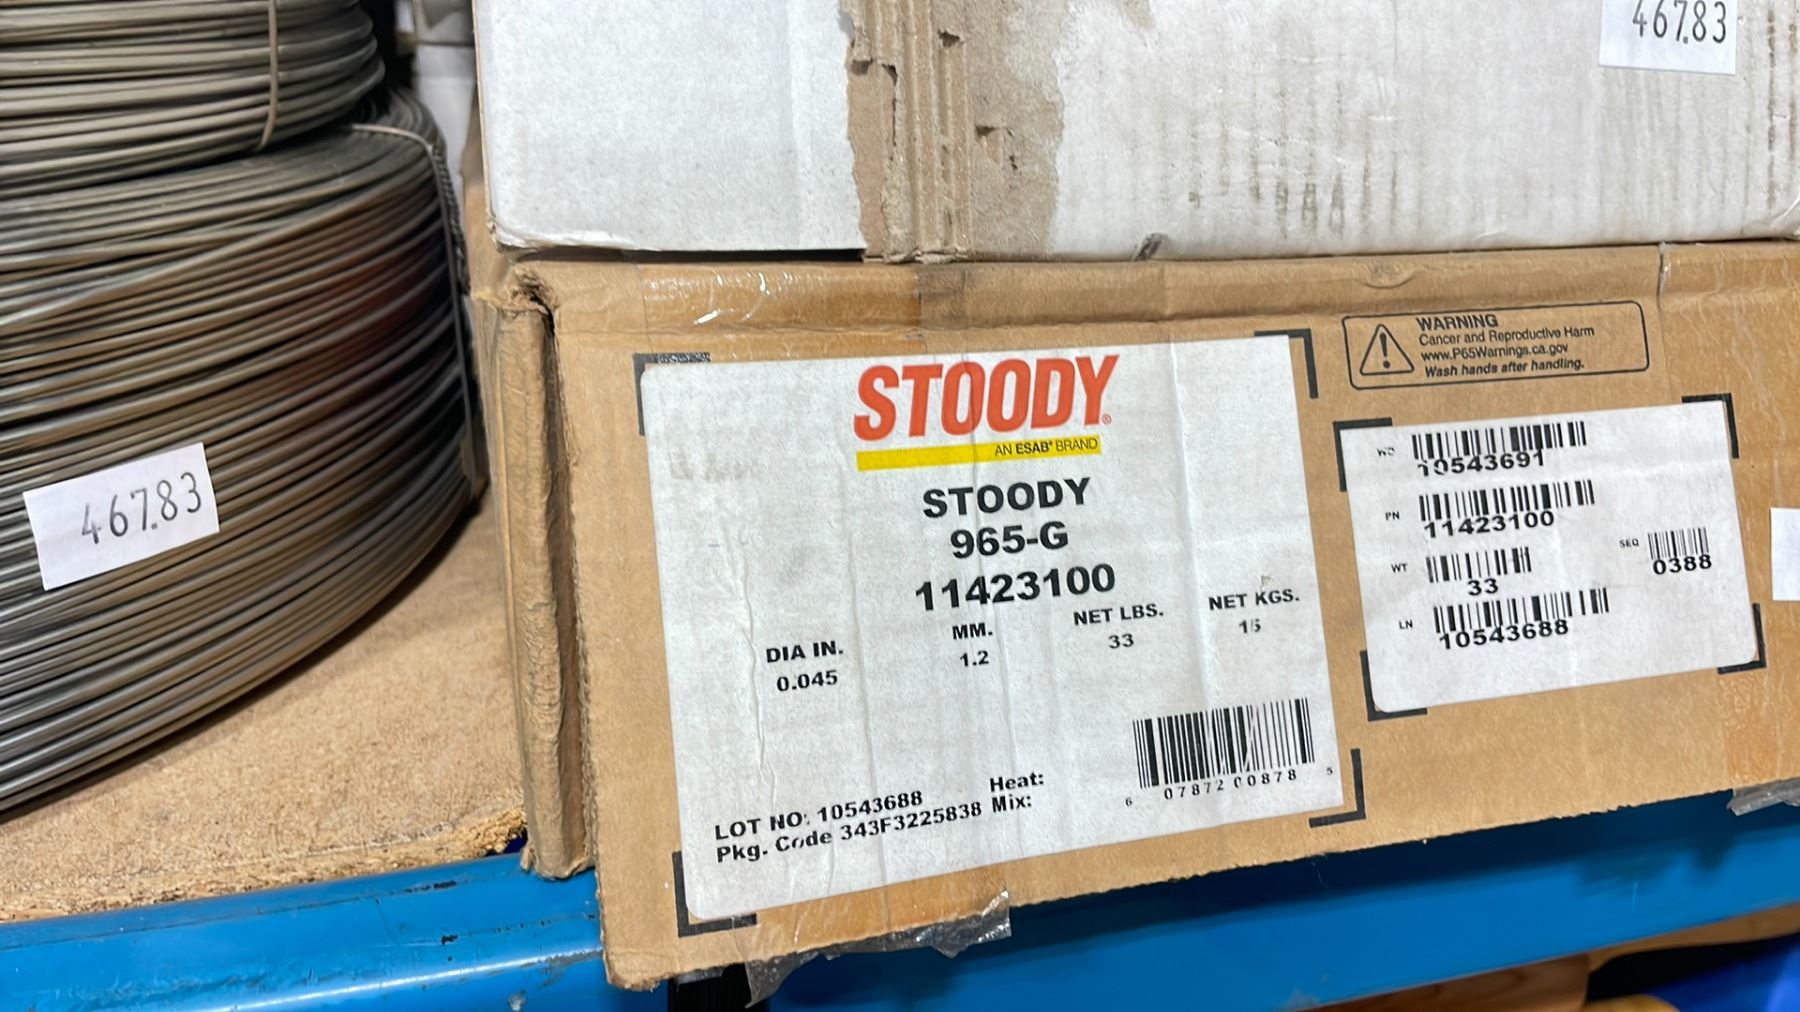 467.83
467.83
STOODY®
AN ESAB® BRAND
STOODY
965-G
11423100
DIA IN. MM. NET LBS. NET KGS.
0.045 1.2 33 15
LOT NO: 10543688 Heat:
Pkg. Code 343F3225838 Mix:
6 07872 00878 5
WARNING
Cancer and Reproductive Harm
www.P65Warnings.ca.gov
Wash hands after handling.
WO
10543691
PN
11423100
WT
33
SEQ
0388
LN
10543688